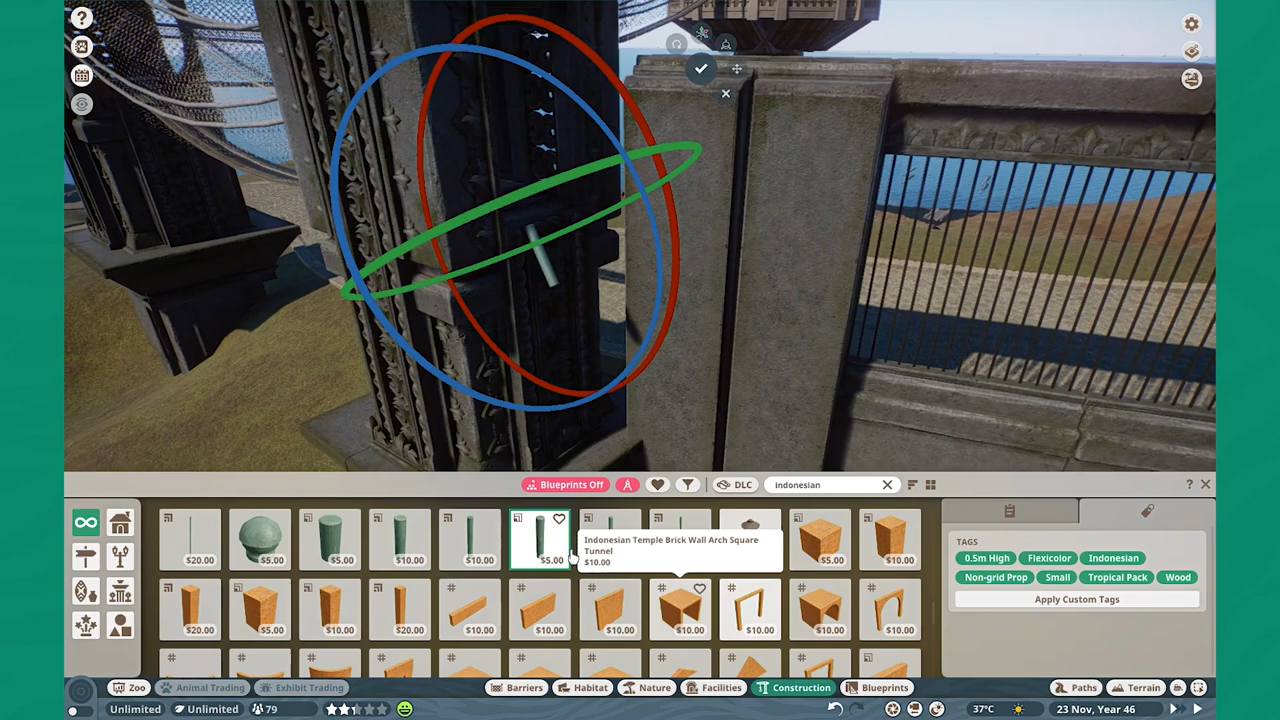 ?
Blueprints Off
DLC
indonesian
?
$20.00
$5.00
$5.00
$10.00
$10.00
$5.00
Indonesian Temple Brick Wall Arch Square
Tunnel
$10.00
$5.00
$10.00
TAGS
0.5m High
Flexicolor
Indonesian
Non-grid Prop
Small
Tropical Pack
Wood
Apply Custom Tags
$20.00
$5.00
$10.00
$20.00
$10.00
$10.00
$10.00
$10.00
$10.00
$10.00
$10.00
Zoo
Animal Trading
Exhibit Trading
Barriers
Habitat
Nature
Facilities
Construction
Blueprints
Paths
Terrain
Unlimited
Unlimited
79
37°C
23 Nov, Year 46